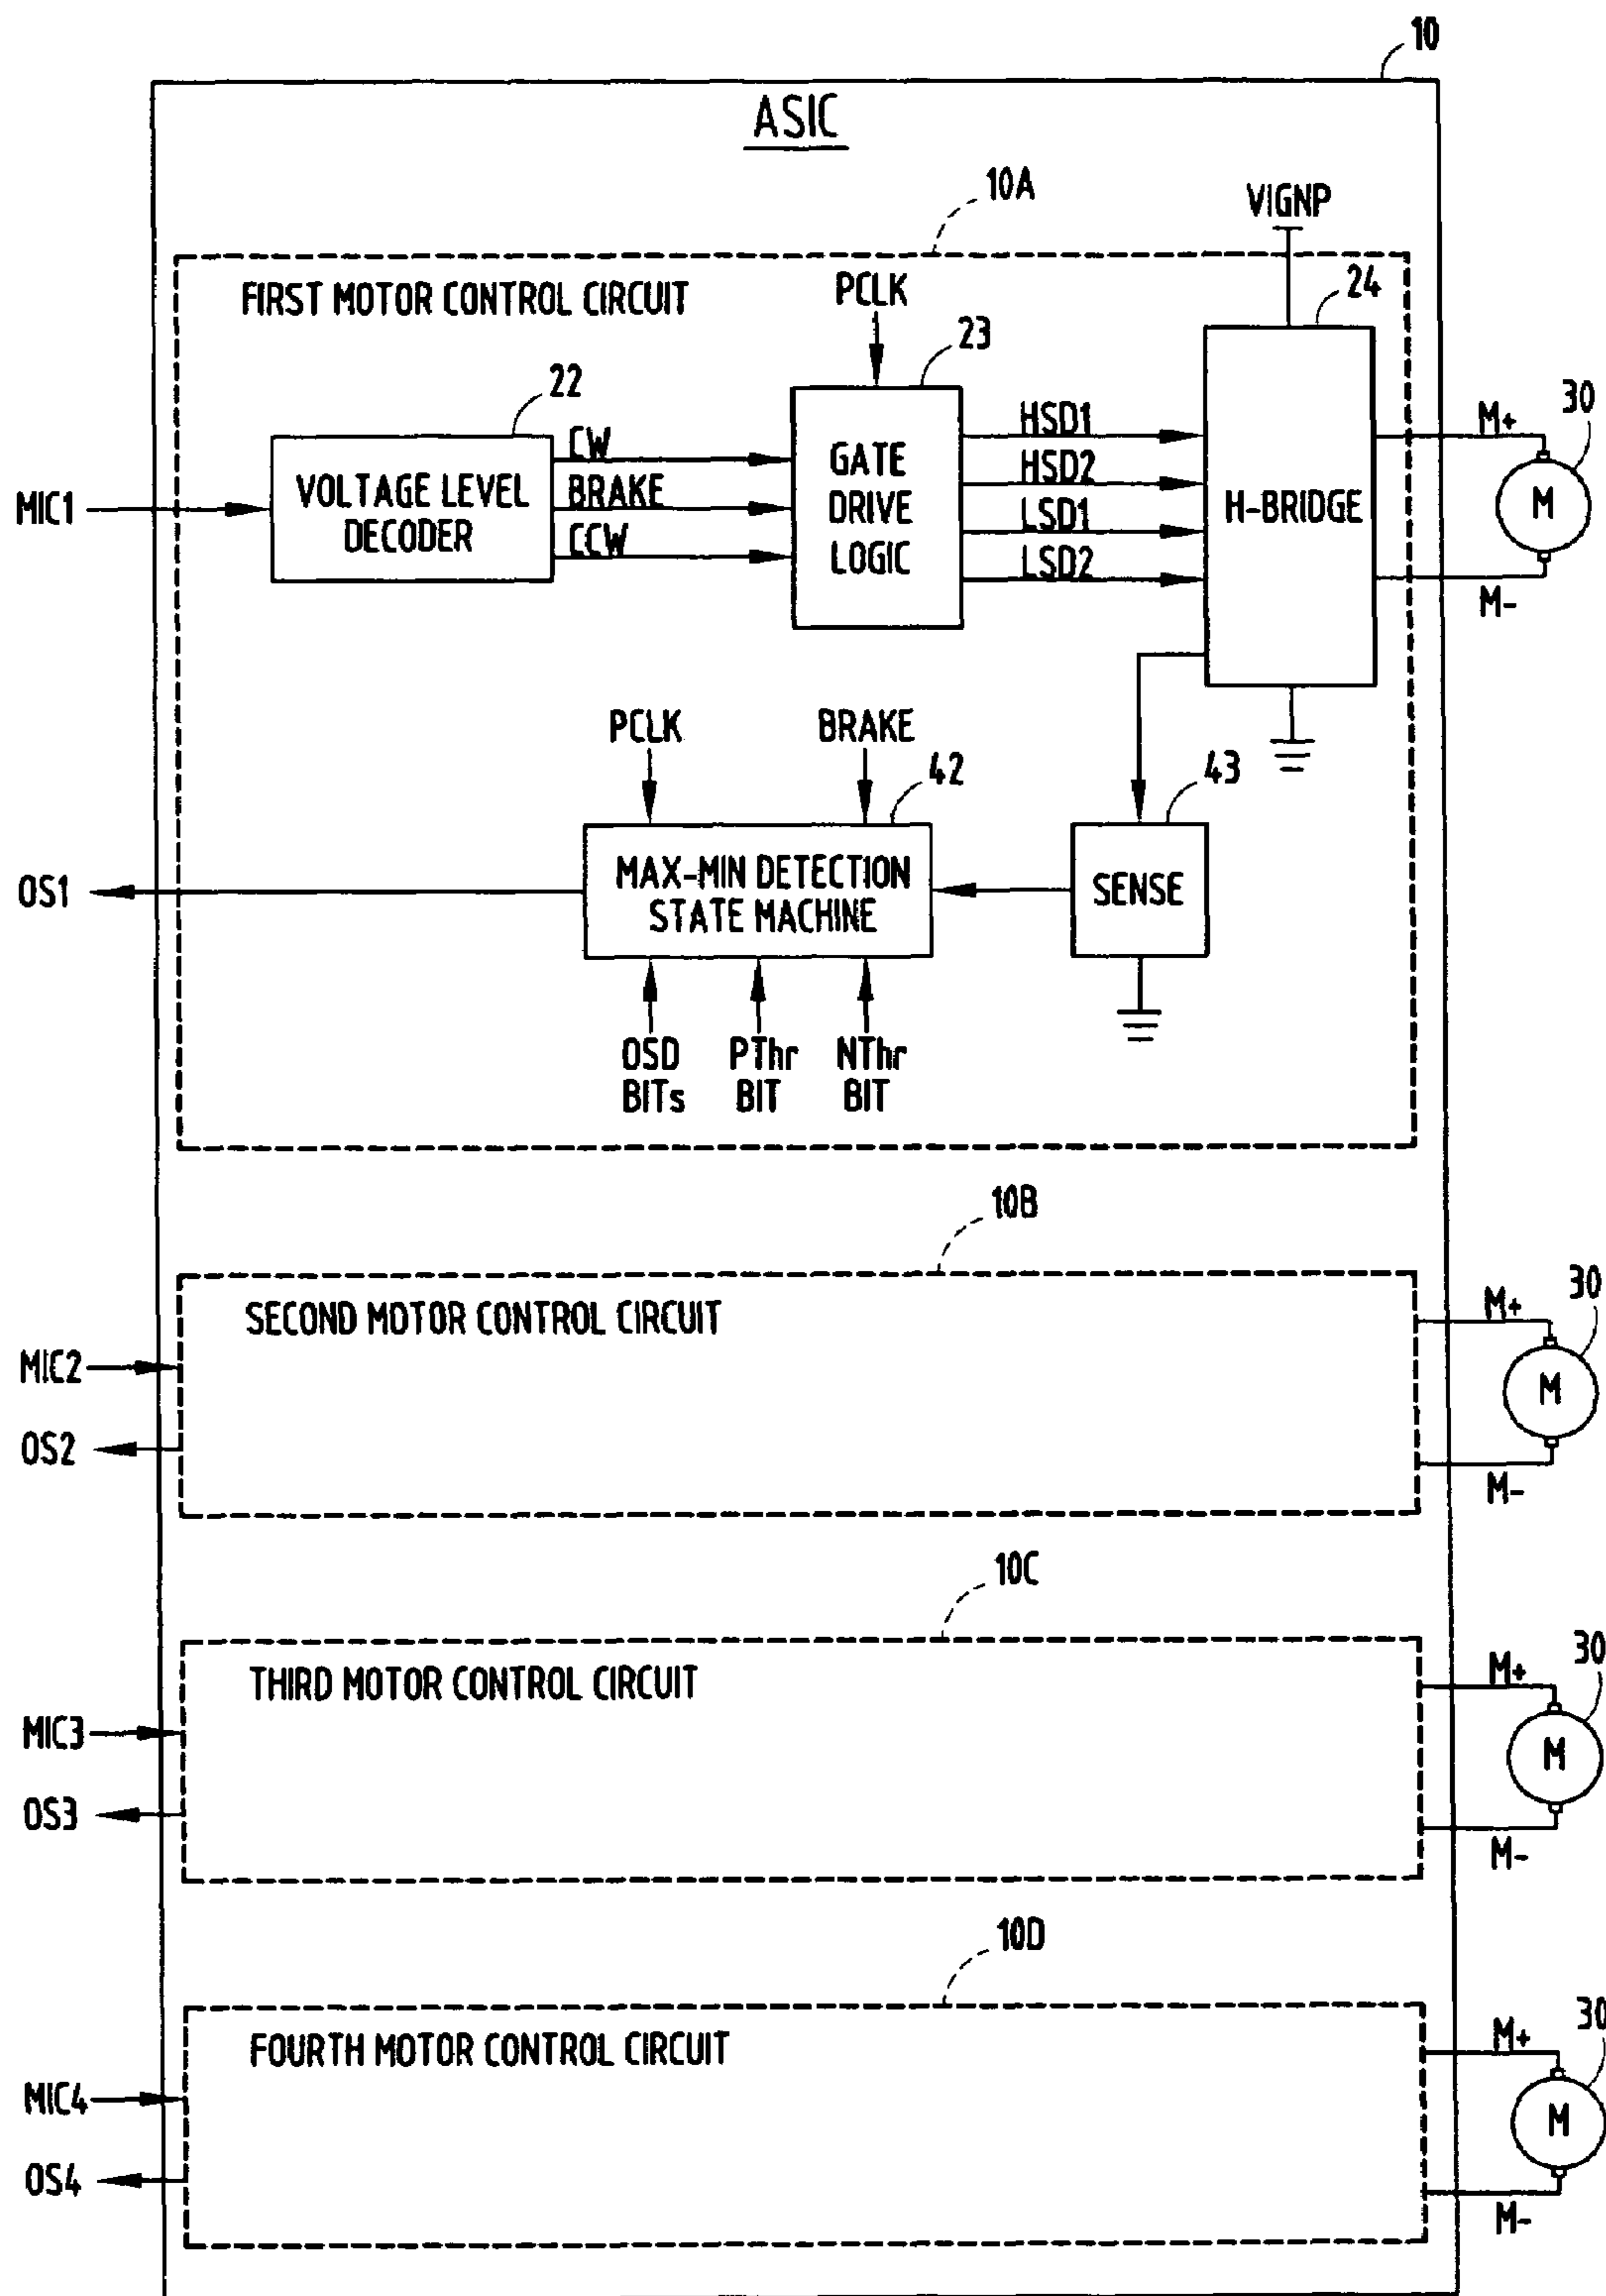 10
ASIC
10A
VIGNP
FIRST MOTOR CONTROL CIRCUIT
PCLK
24
23
22
30
CW
HSD1
M+
GATE
DRIVE
LOGIC
HSD2
VOLTAGE LEVEL
DECODER
BRAKE
H-BRIDGE
M
MIC1
LSD1
CCW
LSD2
M-
PCLK
BRAKE
42
43
MAX-MIN DETECTION
STATE MACHINE
SENSE
OS1
OSD
BITs
PThr
BIT
NThr
BIT
10B
30
SECOND MOTOR CONTROL CIRCUIT
M+
MIC2
M
OS2
M-
10C
30
THIRD MOTOR CONTROL CIRCUIT
M+
MIC3
M
OS3
M-
10D
30
FOURTH MOTOR CONTROL CIRCUIT
M+
MIC4
M
OS4
M-